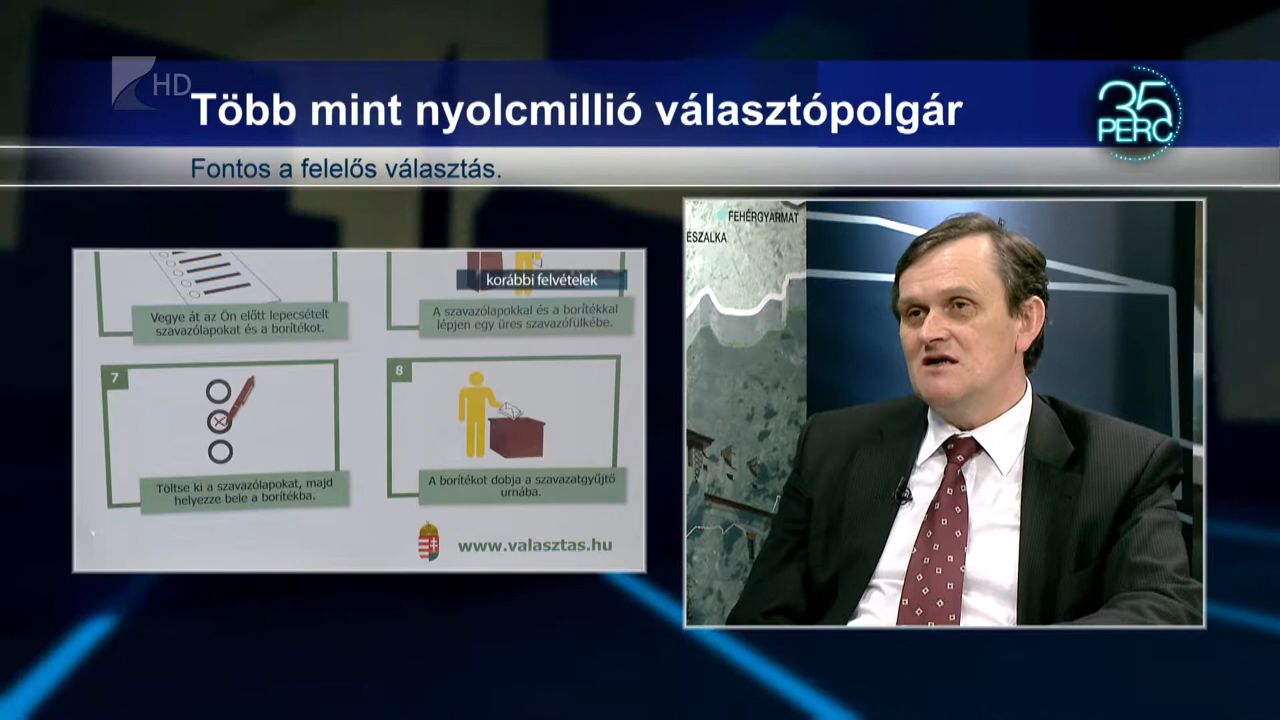 HD
Több mint nyolcmillió választópolgár
35
PERC
Fontos a felelős választás.
korábbi felvételek
Vegye át az Ön előtt lepecsételt
szavazólapokat és a borítékot.
A szavazólapokkal és a borítékkal
lépjen egy üres szavazófülkébe.
7
8
Töltse ki a szavazólapokat, majd
helyezze bele a borítékba.
A borítékot dobja a szavazatgyűjtő
urnába.
www.valasztas.hu
FEHÉRGYARMAT
ÉSZALKA